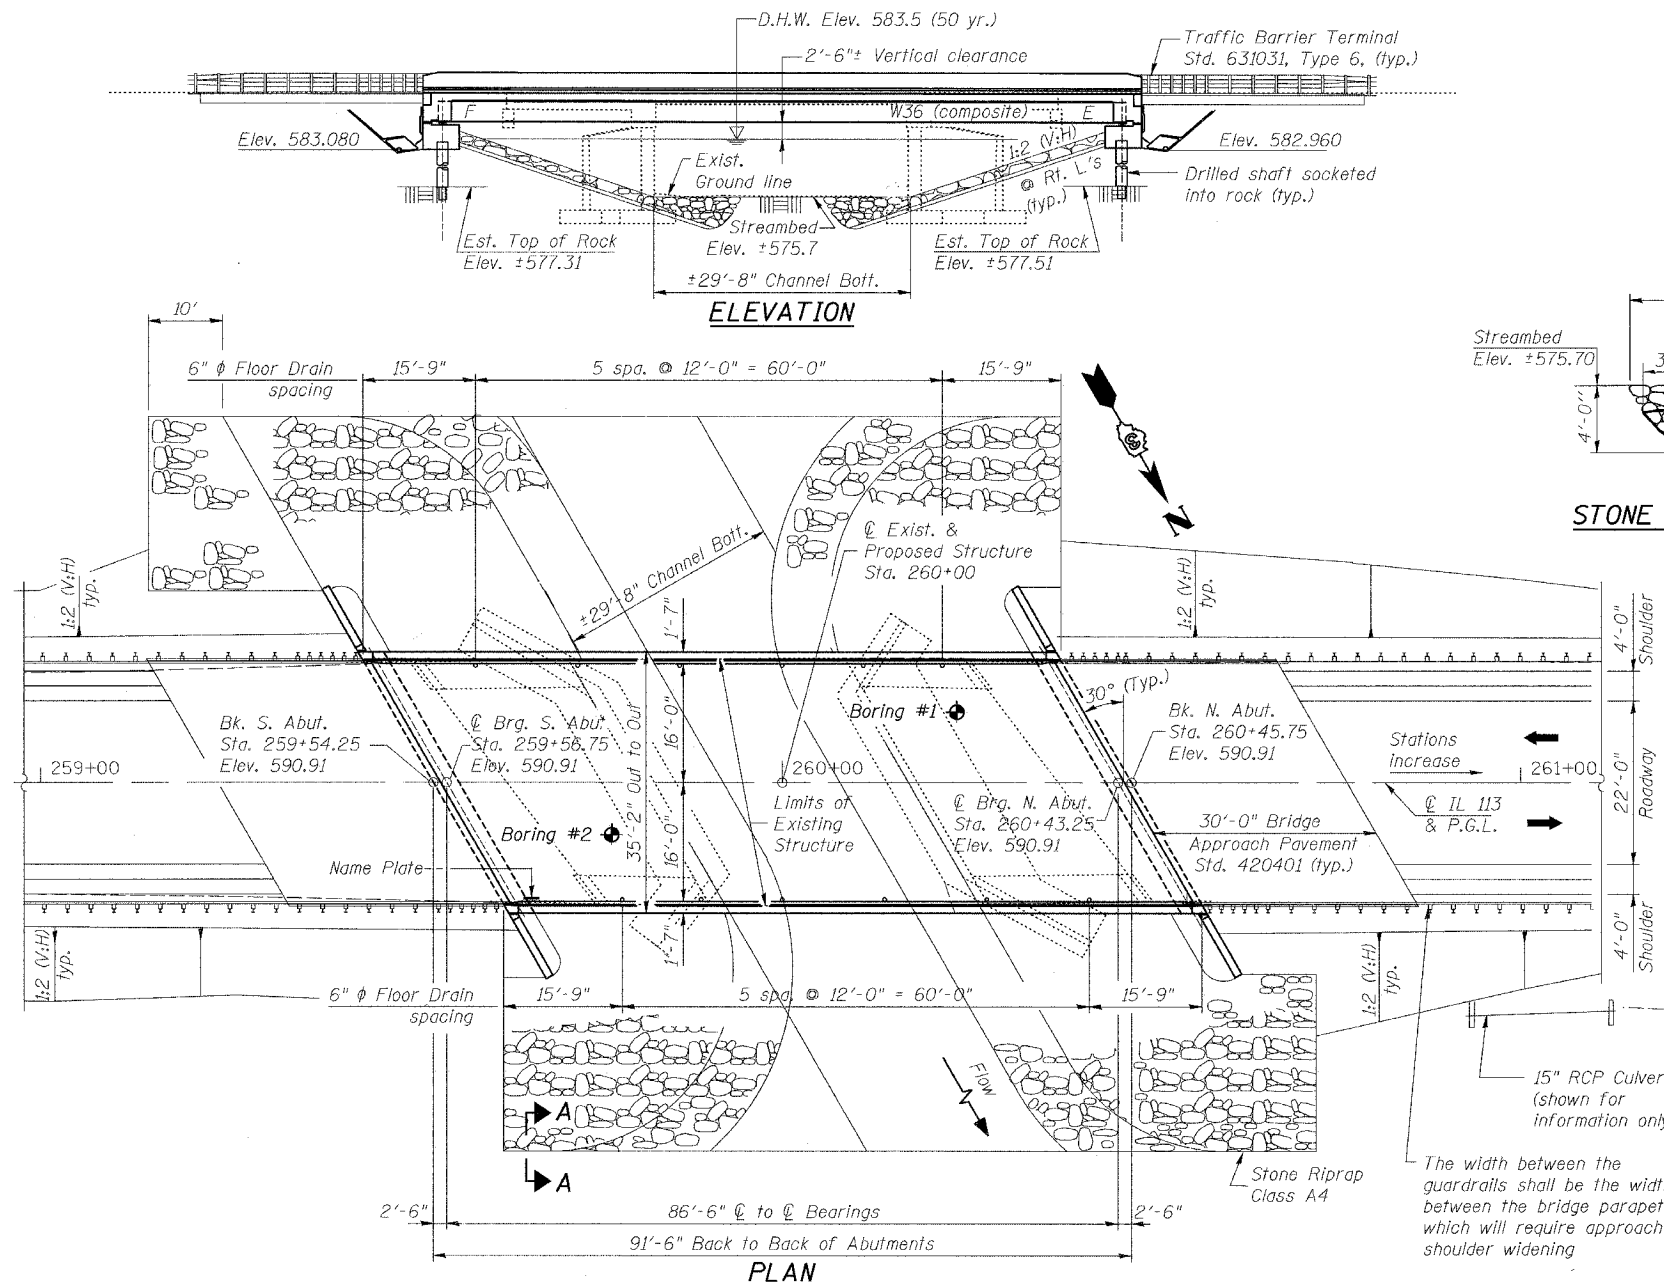 D.H.W. Elev. 583.5 (50 yr.)
2'-6"± Vertical clearance
Traffic Barrier Terminal
Std. 631031, Type 6, (typ.)
F
W36 (composite)
E
Elev. 583.080
Elev. 582.960
1:2 (V:H)
@ Rt. L's
(typ.)
Exist.
Ground line
Drilled shaft socketed
into rock (typ.)
Streambed
Elev. ±575.7
Est. Top of Rock
Elev. ±577.31
Est. Top of Rock
Elev. ±577.51
±29'-8" Channel Bott.
ELEVATION
10'
6" ϕ Floor Drain
spacing
15'-9"
5 spa. @ 12'-0" = 60'-0"
15'-9"
Streambed
Elev. ±575.70
3
4'-0"
STONE
N
℄ Exist. &
Proposed Structure
Sta. 260+00
±29'-8" Channel Bott.
1:2 (V:H)
typ.
1'-7"
1:2 (V:H)
typ.
4'-0"
Shoulder
30° (Typ.)
Boring #1
Bk. S. Abut.
Sta. 259+54.25
Elev. 590.91
℄ Brg. S. Abut.
Sta. 259+56.75
Elev. 590.91
35'-2" Out to Out
16'-0"
Bk. N. Abut.
Sta. 260+45.75
Elev. 590.91
Stations
increase
259+00
260+00
261+00
22'-0"
Roadway
Limits of
Existing
Structure
℄ Brg. N. Abut.
Sta. 260+43.25
Elev. 590.91
℄ IL 113
& P.G.L.
Boring #2
16'-0"
30'-0" Bridge
Approach Pavement
Std. 420401 (typ.)
Name Plate
1'-7"
1:2 (V:H)
typ.
1:2 (V:H)
typ.
4'-0"
Shoulder
6" ϕ Floor Drain
spacing
15'-9"
5 spa. @ 12'-0" = 60'-0"
15'-9"
Flow
15" RCP Culver
(shown for
information only
A
A
Stone Riprap
Class A4
The width between the
guardrails shall be the widt
between the bridge parapet
which will require approach
shoulder widening
2'-6"
86'-6" ℄ to ℄ Bearings
2'-6"
91'-6" Back to Back of Abutments
PLAN